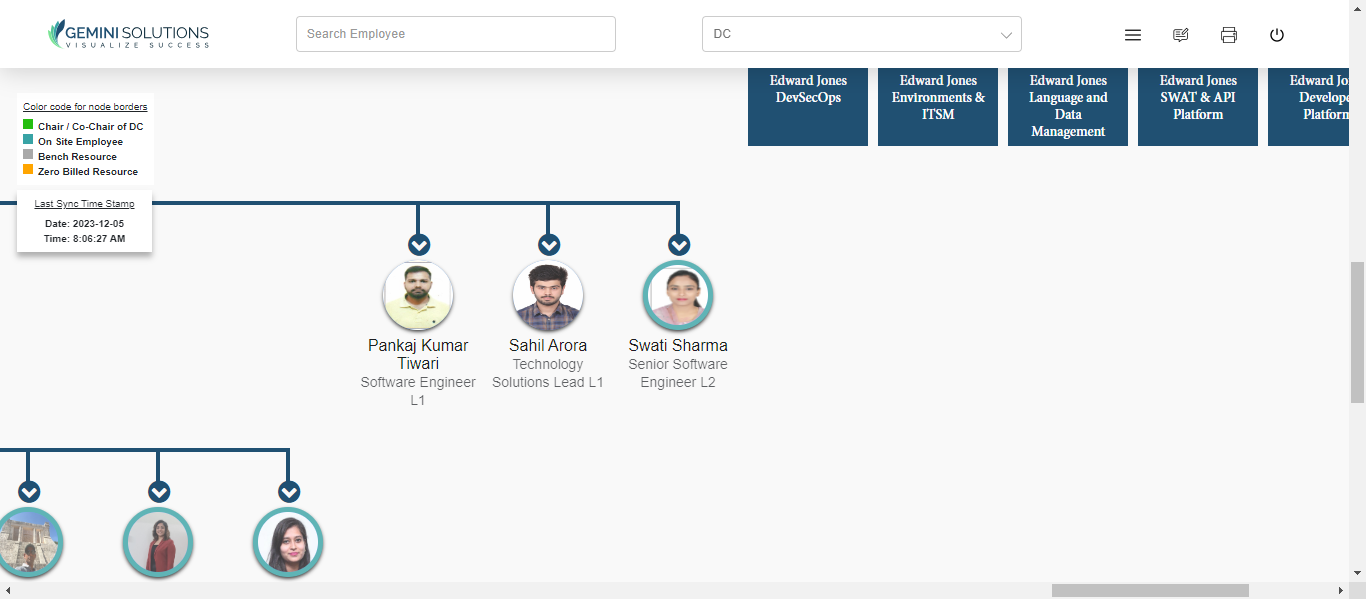 GEMINI SOLUTIONS
VISUALIZE SUCCESS
Search Employee
DC
Edward Jones
DevSecOps
Edward Jones
Environments &
ITSM
Edward Jones
Language and
Data
Management
Edward Jones
SWAT & API
Platform
Edward Jo
Develope
Platform
Color code for node borders
Chair / Co-Chair of DC
On Site Employee
Bench Resource
Zero Billed Resource
Last Sync Time Stamp
Date: 2023-12-05
Time: 8:06:27 AM
Pankaj Kumar
Tiwari
Software Engineer
L1
Sahil Arora
Technology
Solutions Lead L1
Swati Sharma
Senior Software
Engineer L2